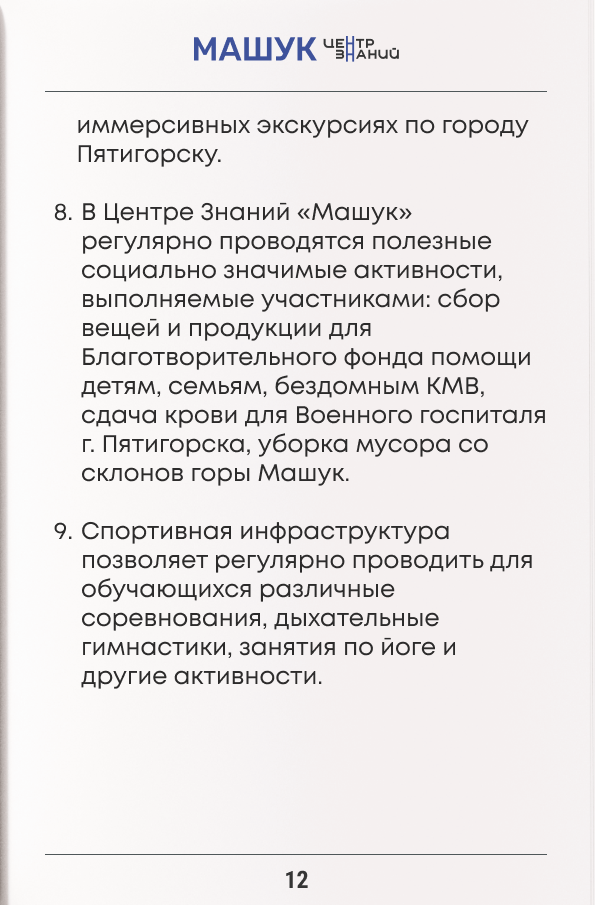 МАШУК ЦЕНТР ЗНАНИЙ
иммерсивных экскурсиях по городу
Пятигорску.
8. В Центре Знаний «Машук»
регулярно проводятся полезные
социально значимые активности,
выполняемые участниками: сбор
вещей и продукции для
Благотворительного фонда помощи
детям, семьям, бездомным КМВ,
сдача крови для Военного госпиталя
г. Пятигорска, уборка мусора со
склонов горы Машук.
9. Спортивная инфраструктура
позволяет регулярно проводить для
обучающихся различные
соревнования, дыхательные
гимнастики, занятия по йоге и
другие активности.
12